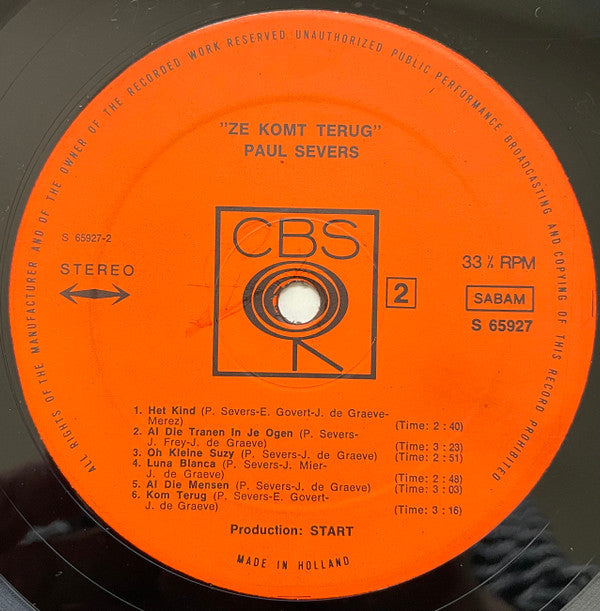 ALL RIGHTS OF THE MANUFACTURER AND OF THE OWNER OF THE RECORDED WORK RESERVED UNAUTHORIZED PUBLIC PERFORMANCE BROADCASTING AND COPYING OF THIS RECORD PROHIBITED
"ZE KOMT TERUG"
PAUL SEVERS
CBS
S 65927-2
STEREO
33⅓ RPM
2
SABAM
S 65927
1. Het Kind (P. Severs-E. Govert-J. de Graeve-
Merez) (Time: 2 : 40)
2. Al Die Tranen In Je Ogen (P. Severs-
J. Frey-J. de Graeve) (Time: 3 : 23)
3. Oh Kleine Suzy (P. Severs-J. de Graeve) (Time: 2 : 51)
4. Luna Blanca (P. Severs-J. Mier-
J. de Graeve) (Time: 2 : 48)
5. Al Die Mensen (P. Severs-J. de Graeve) (Time: 3 : 03)
6. Kom Terug (P. Severs-E. Govert-
J. de Graeve) (Time: 3 : 16)
Production: START
MADE IN HOLLAND